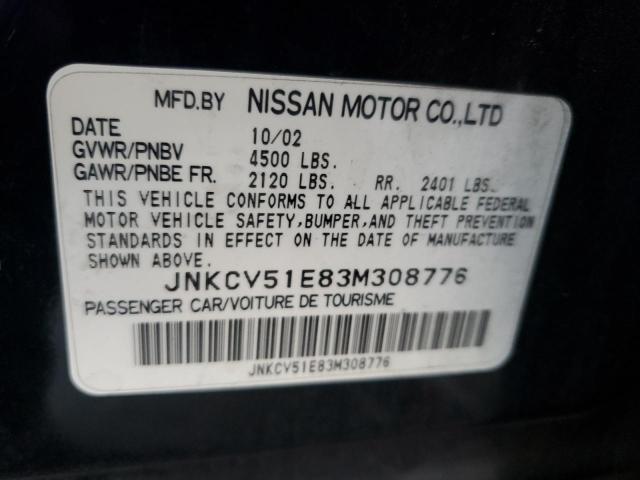 MFD.BY NISSAN MOTOR CO.,LTD
DATE 10/02
GVWR/PNBV 4500 LBS.
GAWR/PNBE FR. 2120 LBS. RR. 2401 LBS.
THIS VEHICLE CONFORMS TO ALL APPLICABLE FEDERAL
MOTOR VEHICLE SAFETY,BUMPER,AND THEFT PREVENTION
STANDARDS IN EFFECT ON THE DATE OF MANUFACTURE
SHOWN ABOVE.
JNKCV51E83M308776
PASSENGER CAR/VOITURE DE TOURISME
JNKCV51E83M308776